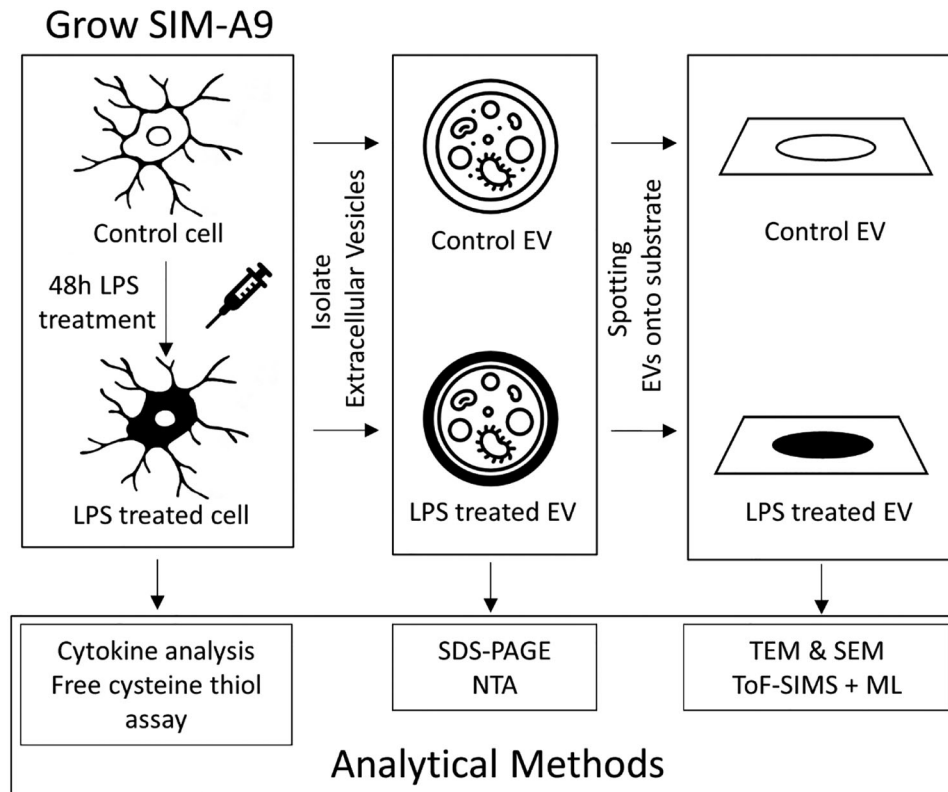 Grow SIM-A9
Control cell
48h LPS
treatment
LPS treated cell
Isolate
Extracellular Vesicles
Control EV
LPS treated EV
Spotting
EVs onto substrate
Control EV
LPS treated EV
Cytokine analysis
Free cysteine thiol
assay
SDS-PAGE
NTA
TEM & SEM
ToF-SIMS + ML
Analytical Methods